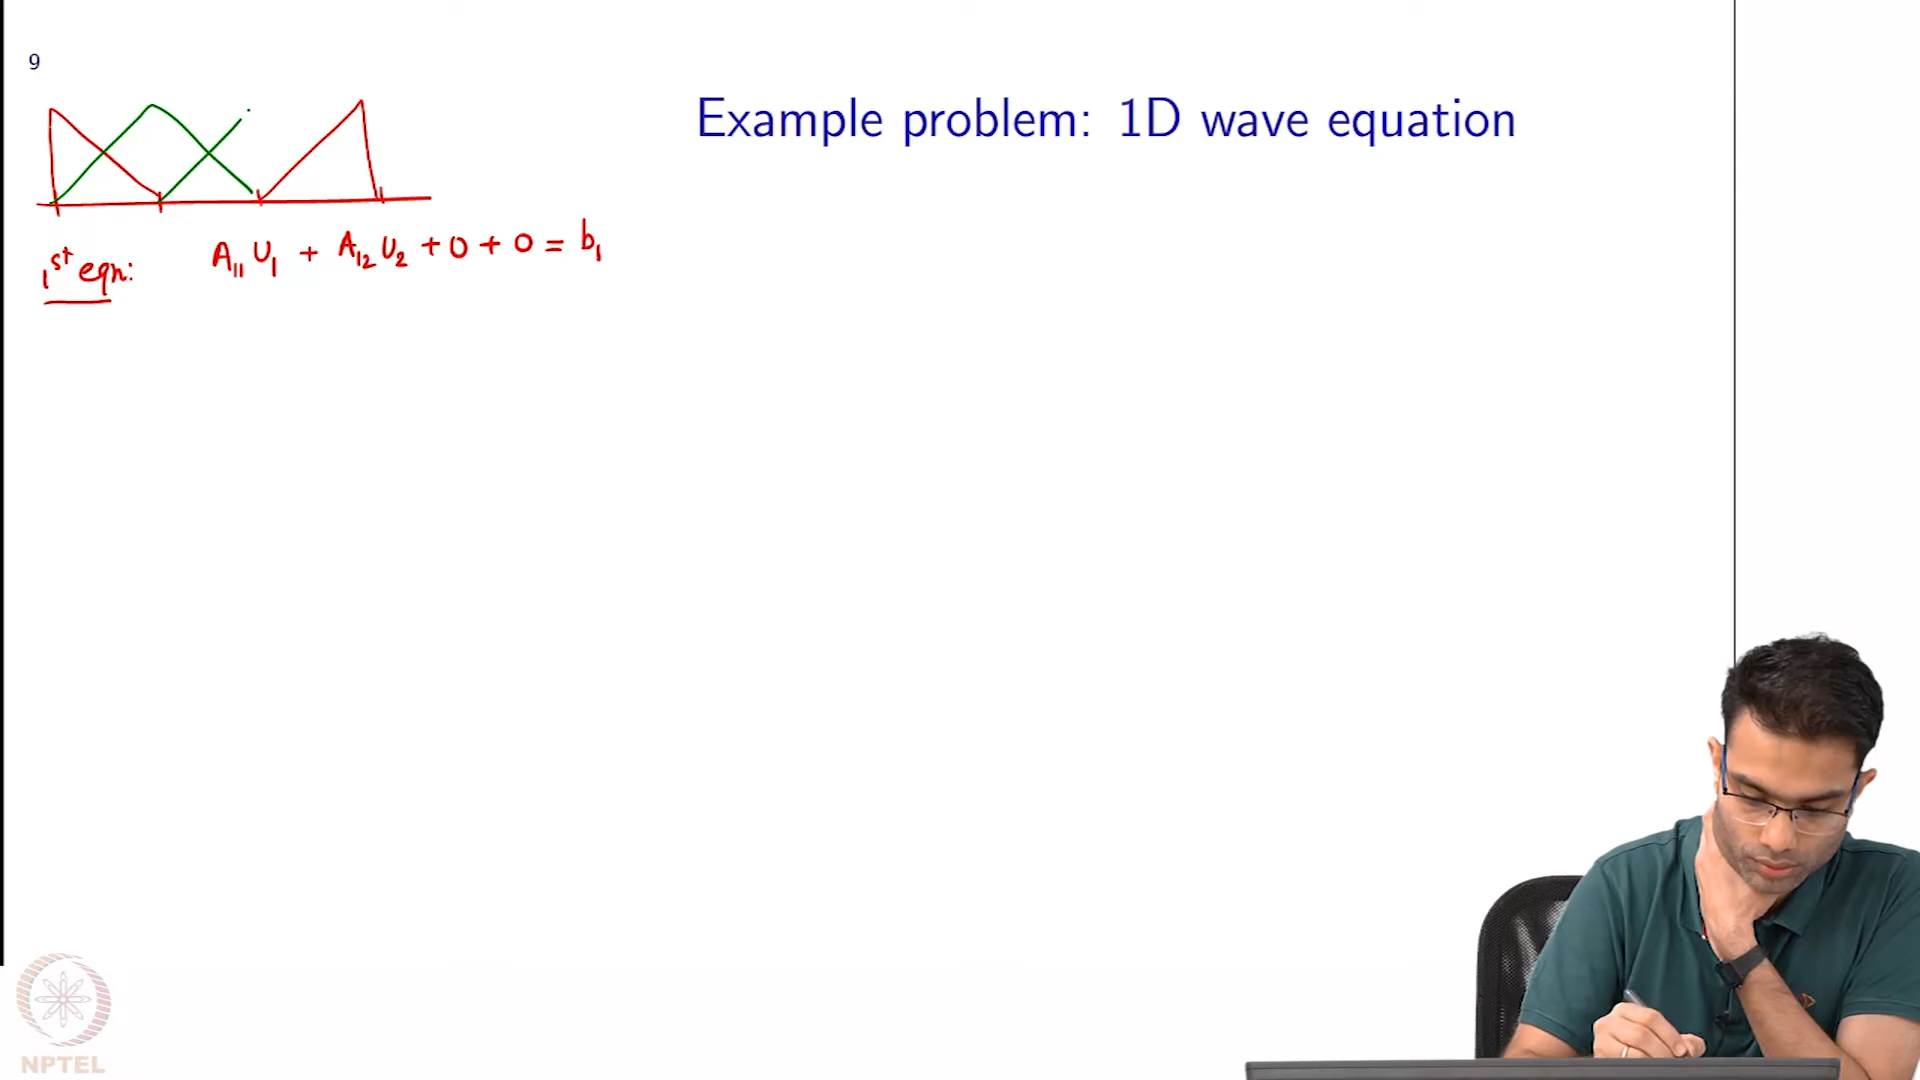 9
Example problem: 1D wave equation
1st eqn: A₁₁ U₁ + A₁₂ U₂ + 0 + 0 = b₁
NPTEL